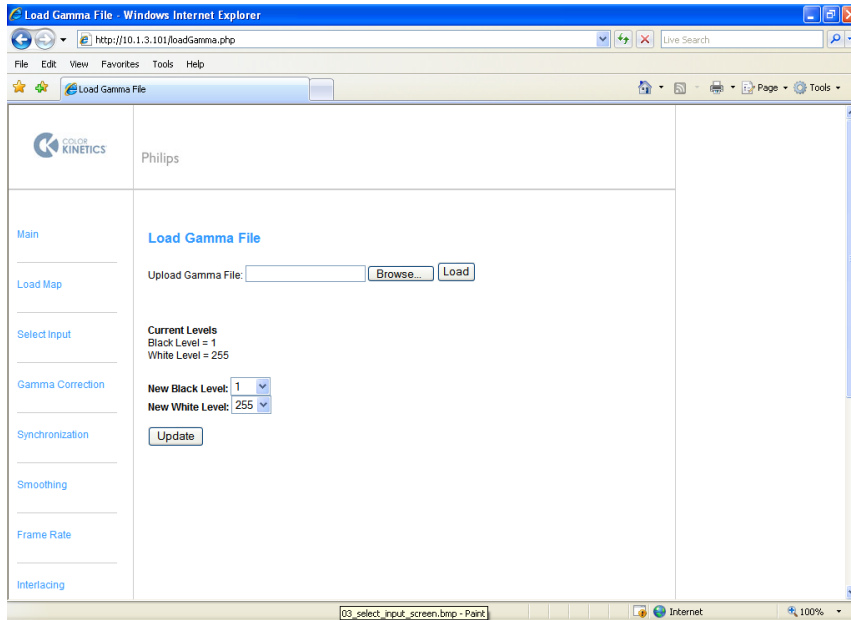 Load Gamma File - Windows Internet Explorer
http://10.1.3.101/loadGamma.php
Live Search
File Edit View Favorites Tools Help
Load Gamma File
Page Tools
COLOR
KINETICS
Philips
Main
Load Map
Select Input
Gamma Correction
Synchronization
Smoothing
Frame Rate
Interlacing
Load Gamma File
Upload Gamma File: Browse... Load
Current Levels
Black Level = 1
White Level = 255
New Black Level: 1
New White Level: 255
Update
03_select_input_screen.bmp - Paint
Internet 100%